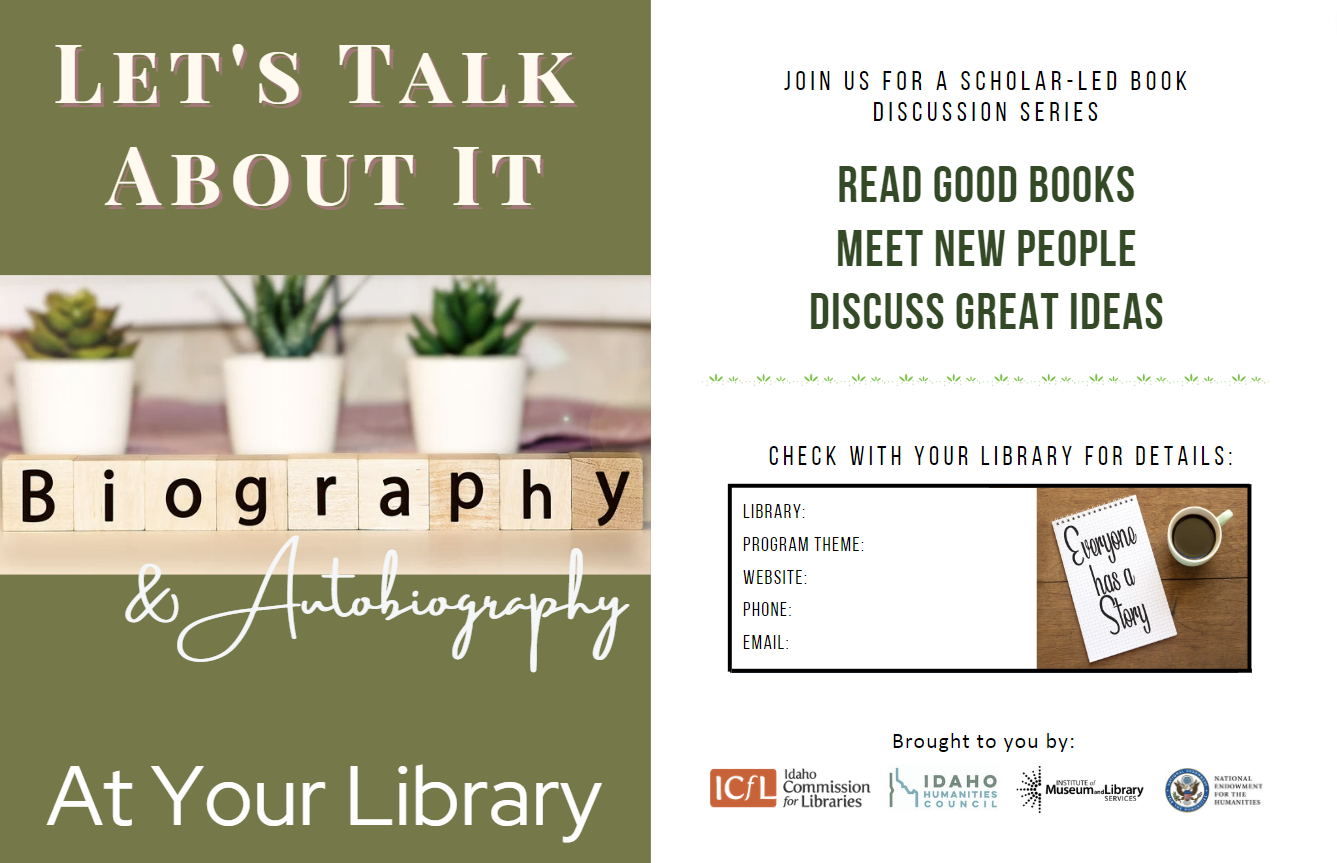 LET'S TALK
ABOUT IT
Biography
& Autobiography
At Your Library
JOIN US FOR A SCHOLAR-LED BOOK
DISCUSSION SERIES
READ GOOD BOOKS
MEET NEW PEOPLE
DISCUSS GREAT IDEAS
CHECK WITH YOUR LIBRARY FOR DETAILS:
LIBRARY:
PROGRAM THEME:
WEBSITE:
PHONE:
EMAIL:
Everyone
has a
Story
Brought to you by:
ICfL
Idaho
Commission
for Libraries
IDAHO
HUMANITIES
COUNCIL
INSTITUTE of
Museum and Library
SERVICES
NATIONAL
ENDOWMENT
FOR THE
HUMANITIES